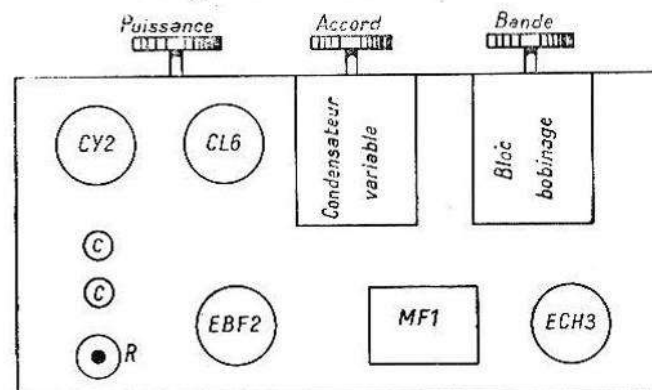 Puissance
Accord
Bande
CY2
CL6
Condensateur
variable
Bloc
bobinage
C
C
R
EBF2
MF1
ECH3